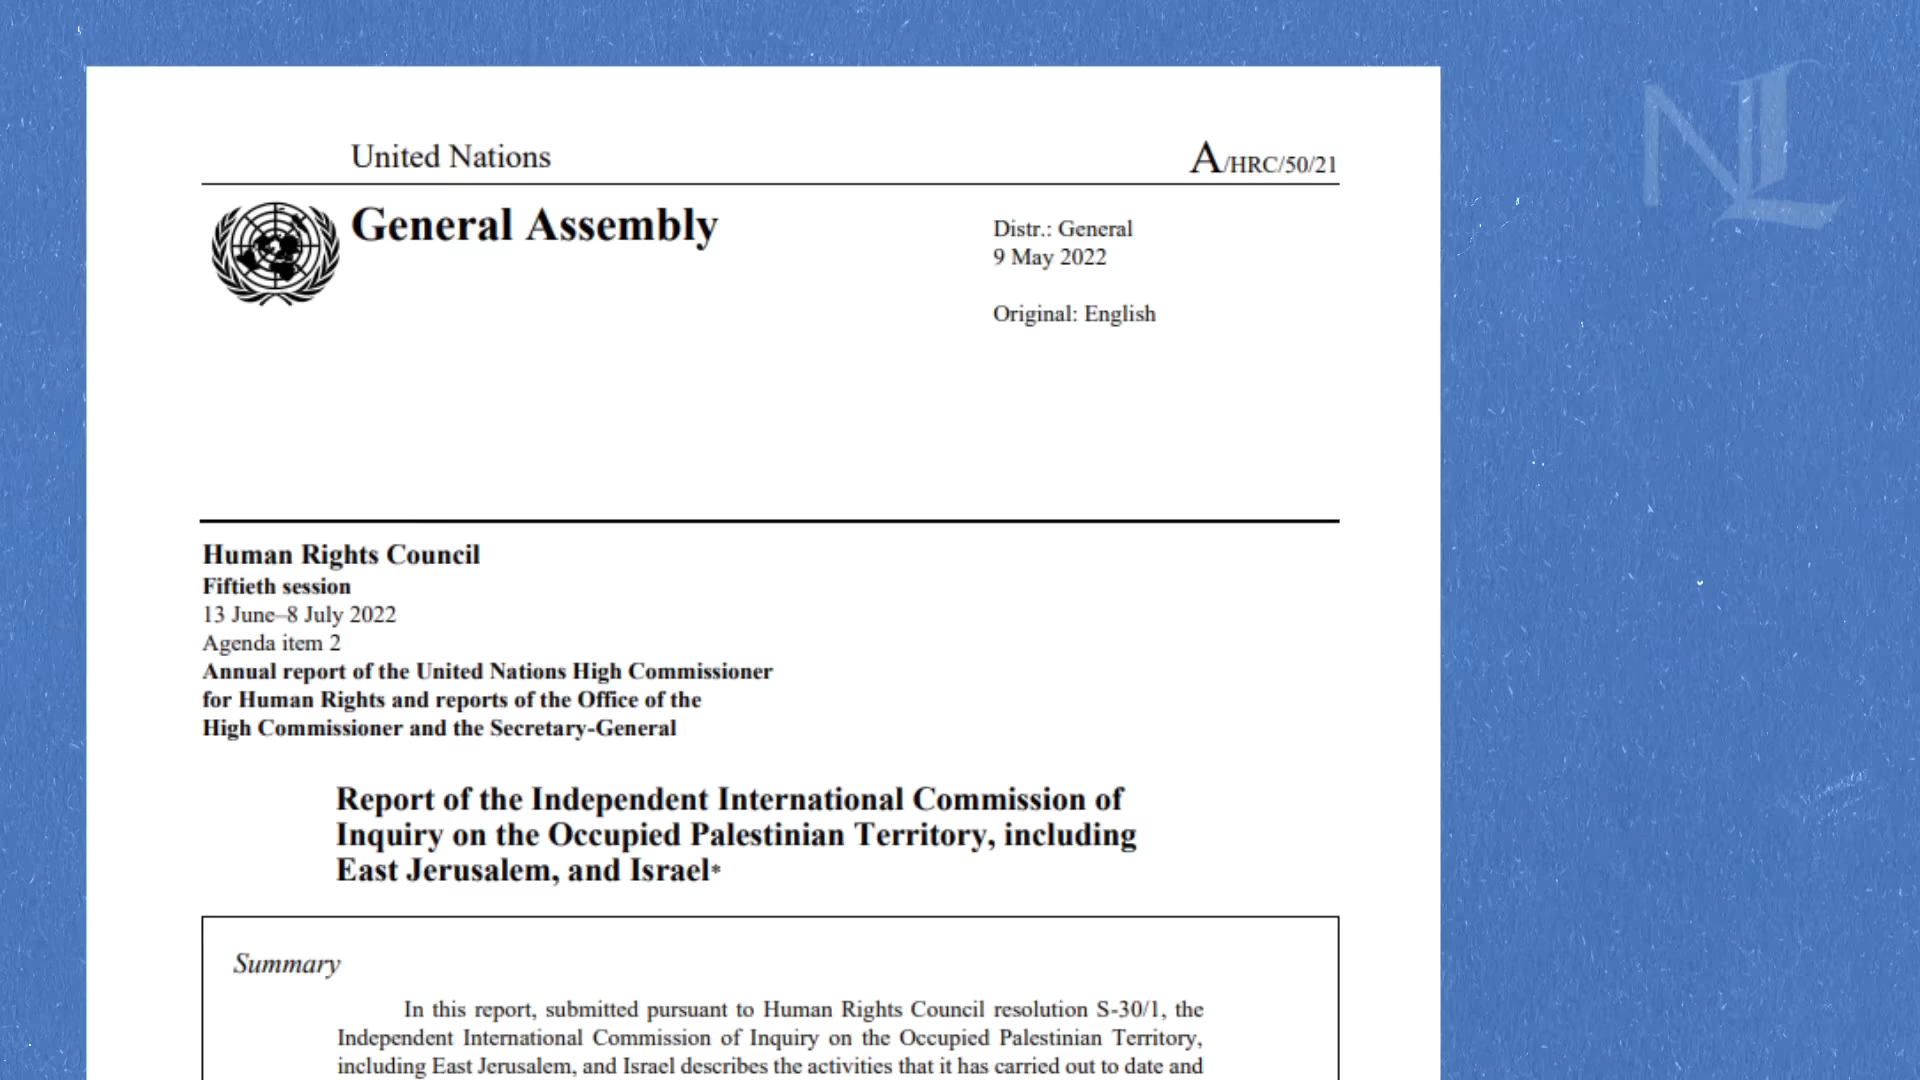 NL
United Nations
A/HRC/50/21
General Assembly
Distr.: General
9 May 2022
Original: English
Human Rights Council
Fiftieth session
13 June–8 July 2022
Agenda item 2
Annual report of the United Nations High Commissioner
for Human Rights and reports of the Office of the
High Commissioner and the Secretary-General
Report of the Independent International Commission of
Inquiry on the Occupied Palestinian Territory, including
East Jerusalem, and Israel*
Summary
In this report, submitted pursuant to Human Rights Council resolution S-30/1, the
Independent International Commission of Inquiry on the Occupied Palestinian Territory,
including East Jerusalem, and Israel describes the activities that it has carried out to date and